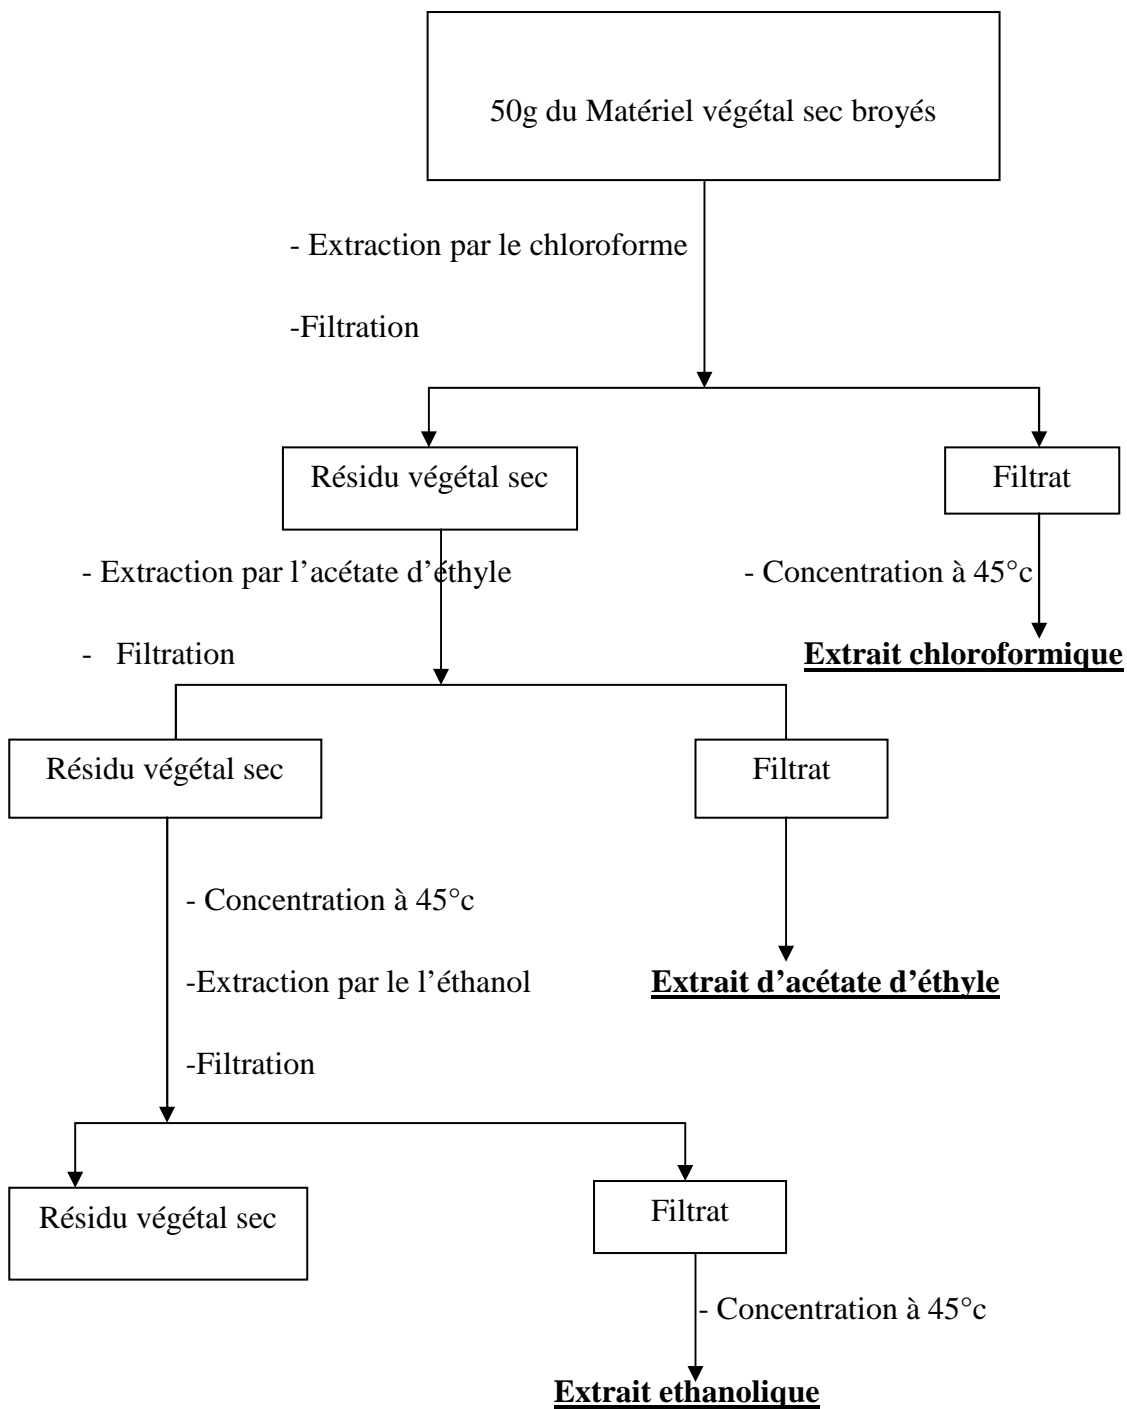 50g du Matériel végétal sec broyés
- Extraction par le chloroforme
-Filtration
Résidu végétal sec
Filtrat
- Extraction par l’acétate d’éthyle
- Concentration à 45°c
- Filtration
Extrait chloroformique
Résidu végétal sec
Filtrat
- Concentration à 45°c
-Extraction par le l’éthanol
Extrait d’acétate d’éthyle
-Filtration
Résidu végétal sec
Filtrat
- Concentration à 45°c
Extrait ethanolique